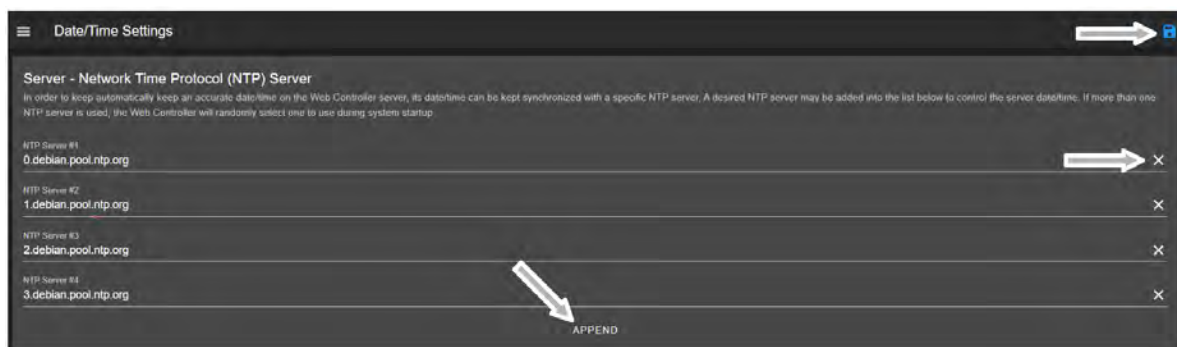 Date/Time Settings
Server - Network Time Protocol (NTP) Server
In order to keep automatically keep an accurate date/time on the Web Controller server, its date/time can be kept synchronized with a specific NTP server. A desired NTP server may be added into the list below to control the server date/time. If more than one
NTP server is used, the Web Controller will randomly select one to use during system startup.
NTP Server #1
0.debian.pool.ntp.org
NTP Server #2
1.debian.pool.ntp.org
NTP Server #3
2.debian.pool.ntp.org
NTP Server #4
3.debian.pool.ntp.org
APPEND